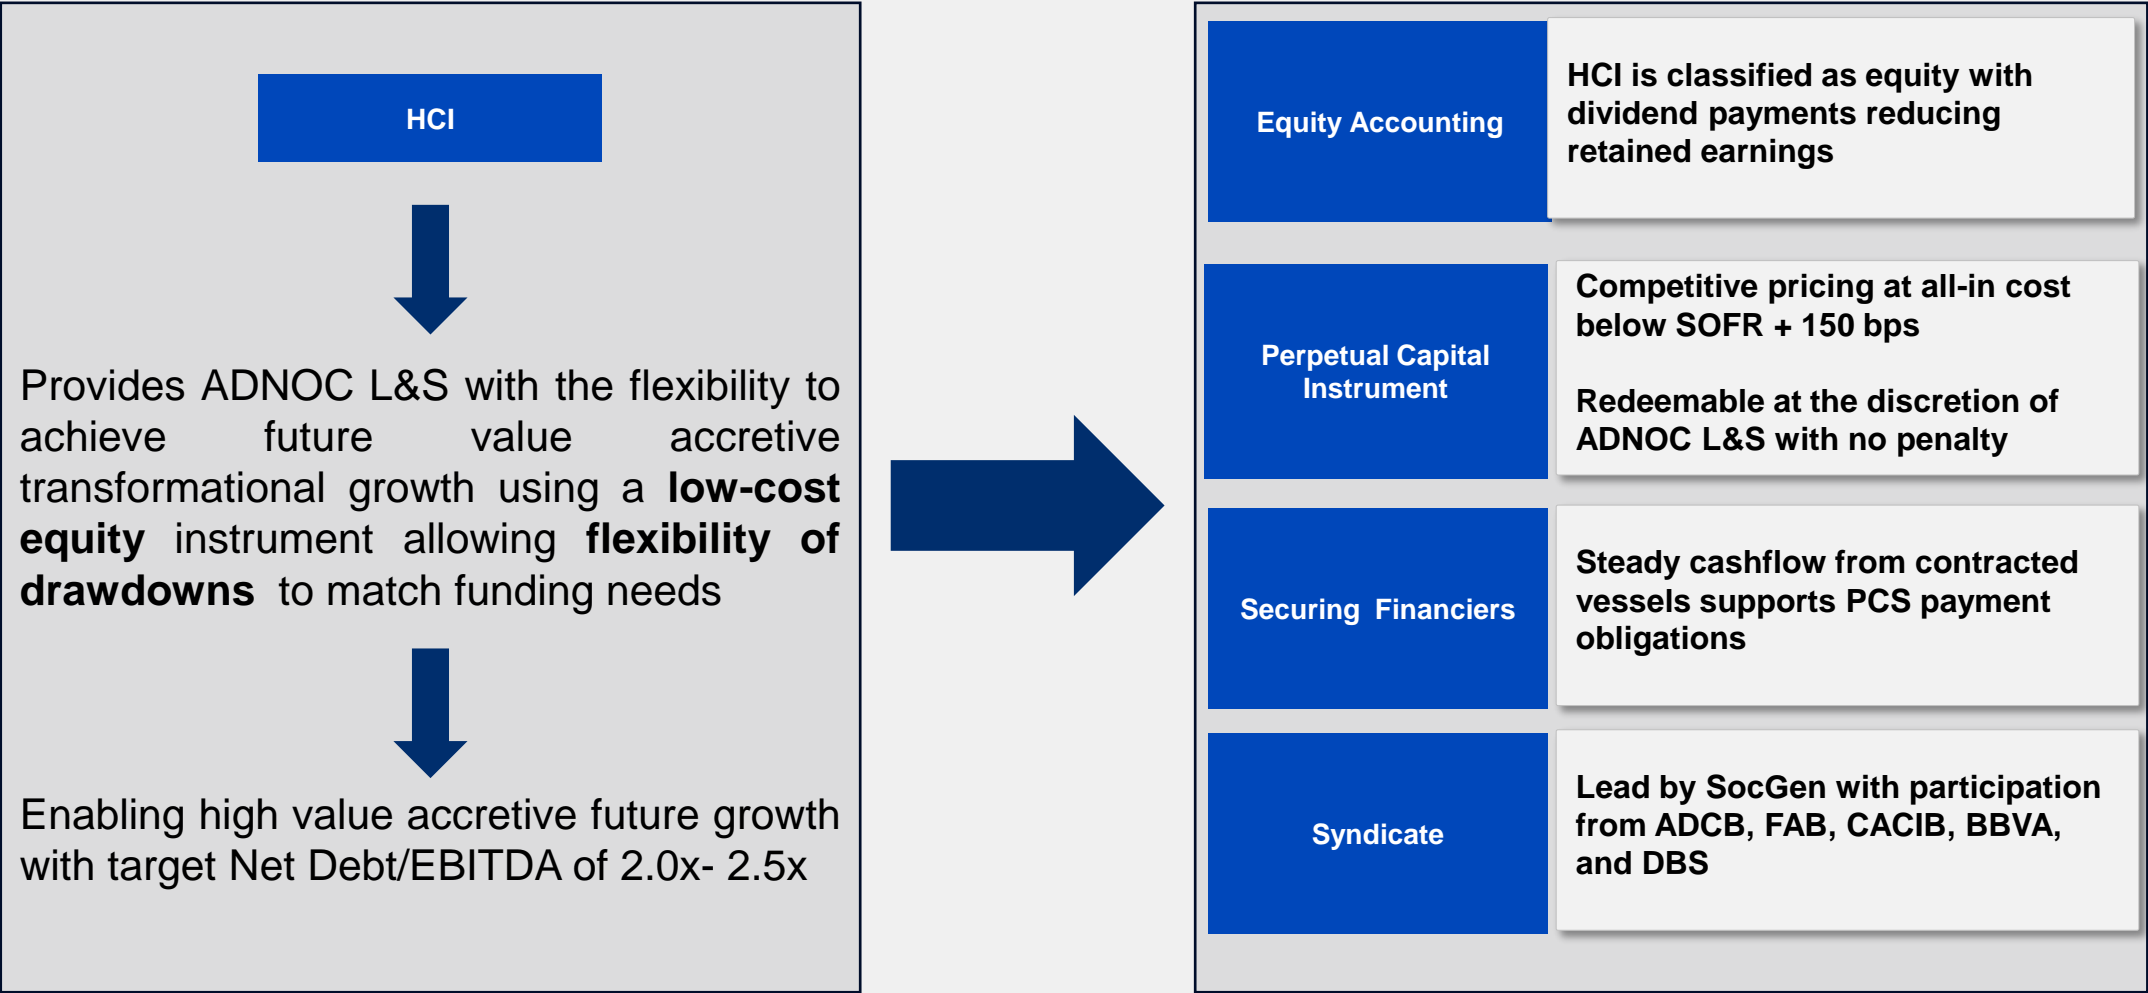 HCI
Provides ADNOC L&S with the flexibility to
achieve future value accretive
transformational growth using a low-cost
equity instrument allowing flexibility of
drawdowns to match funding needs
Enabling high value accretive future growth
with target Net Debt/EBITDA of 2.0x- 2.5x
Equity Accounting
HCI is classified as equity with
dividend payments reducing
retained earnings
Perpetual Capital
Instrument
Competitive pricing at all-in cost
below SOFR + 150 bps
Redeemable at the discretion of
ADNOC L&S with no penalty
Securing Financiers
Steady cashflow from contracted
vessels supports PCS payment
obligations
Syndicate
Lead by SocGen with participation
from ADCB, FAB, CACIB, BBVA,
and DBS